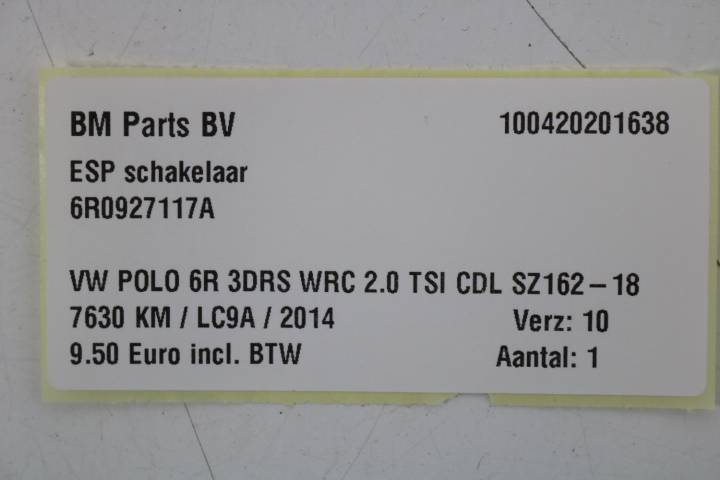 BM Parts BV 100420201638
ESP schakelaar
6R0927117A
VW POLO 6R 3DRS WRC 2.0 TSI CDL SZ162-18
7630 KM / LC9A / 2014 Verz: 10
9.50 Euro incl. BTW Aantal: 1